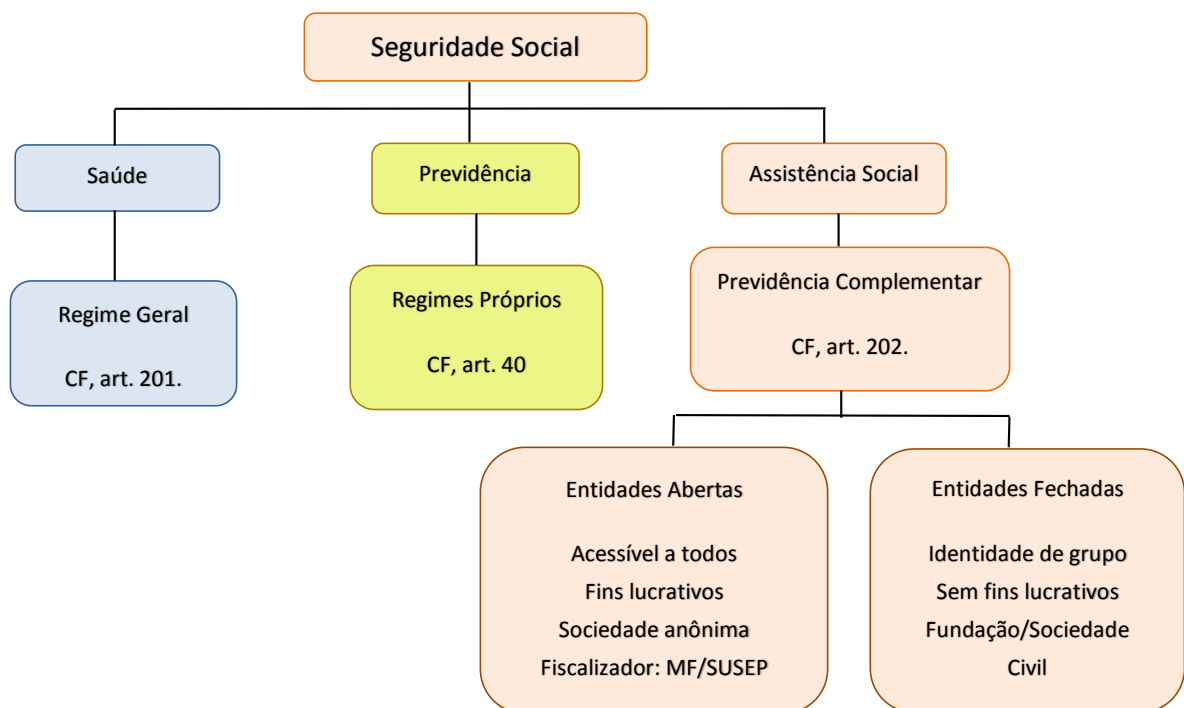 Seguridade Social
Saúde
Previdência
Assistência Social
Regime Geral
CF, art. 201.
Regimes Próprios
CF, art. 40
Previdência Complementar
CF, art. 202.
Entidades Abertas
Acessível a todos
Fins lucrativos
Sociedade anônima
Fiscalizador: MF/SUSEP
Entidades Fechadas
Identidade de grupo
Sem fins lucrativos
Fundação/Sociedade
Civil